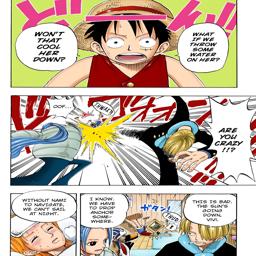 WHAT IF
WE THROW
SOME
WATER ON
HER?
WON'T
THAT
COOL
HER DOWN?
ARE
YOU
CRAZY
!!?
OOF...
THIS IS BAD.
THE SUN'S
GOING
DOWN,
VIVI.
I KNOW.
WE HAVE
TO DROP
ANCHOR
SOME-
WHERE.
WITHOUT NAMI
TO NAVIGATE,
WE CAN'T SAIL
AT NIGHT.